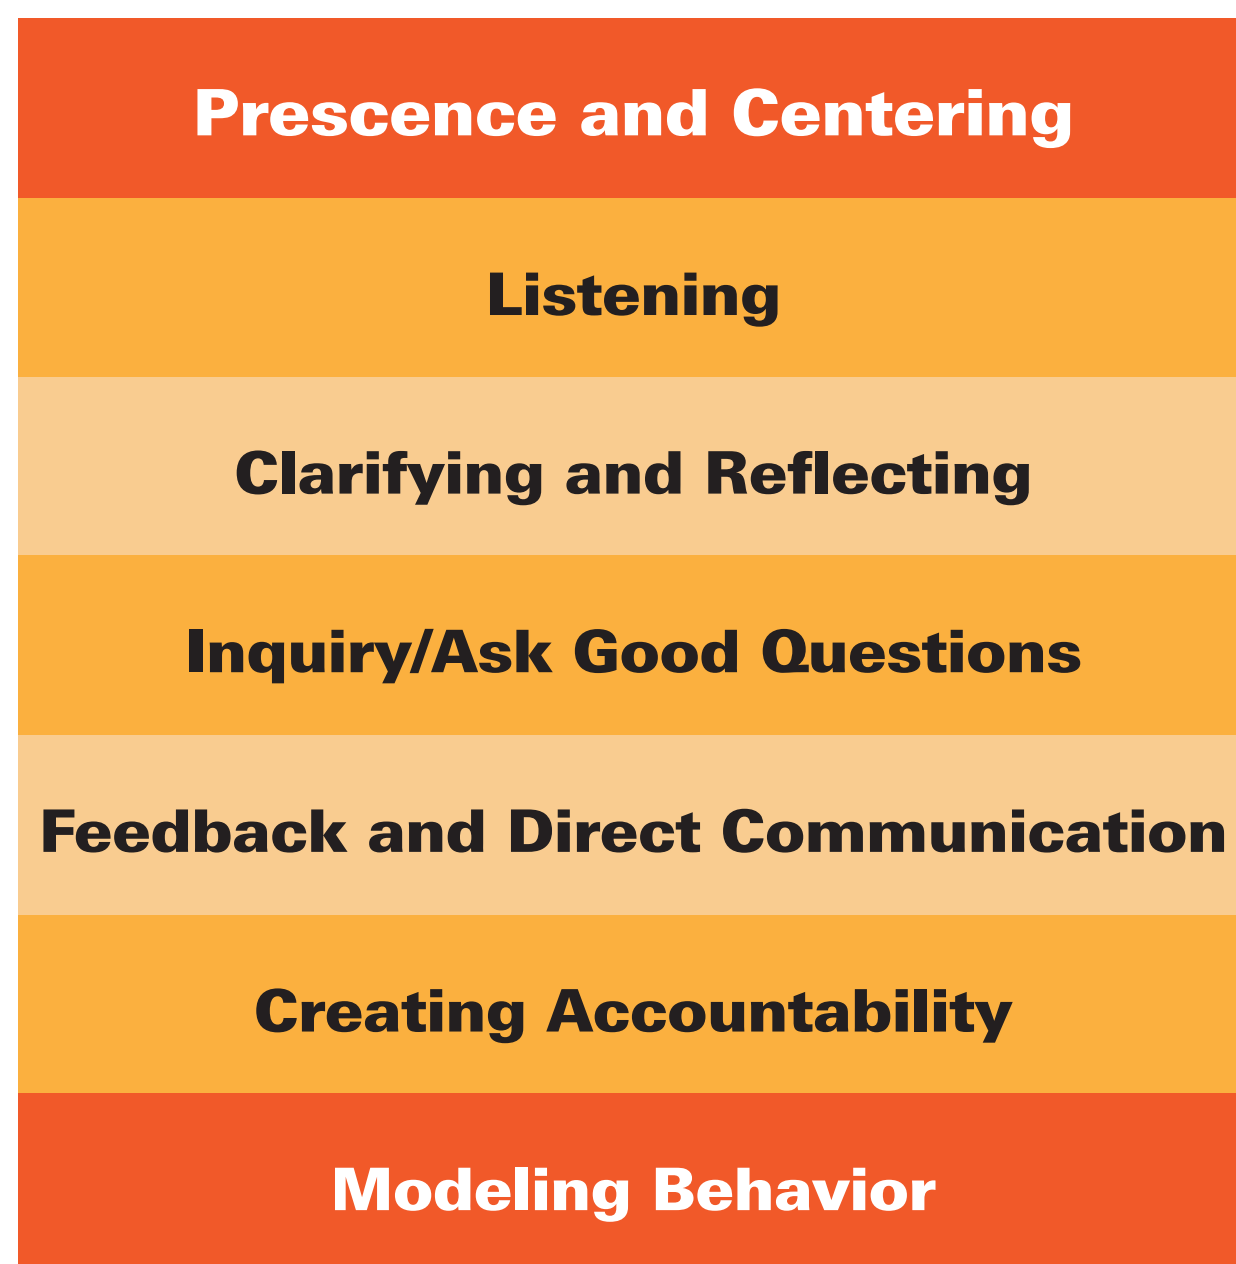 Prescence and Centering
Listening
Clarifying and Reflecting
Inquiry/Ask Good Questions
Feedback and Direct Communication
Creating Accountability
Modeling Behavior